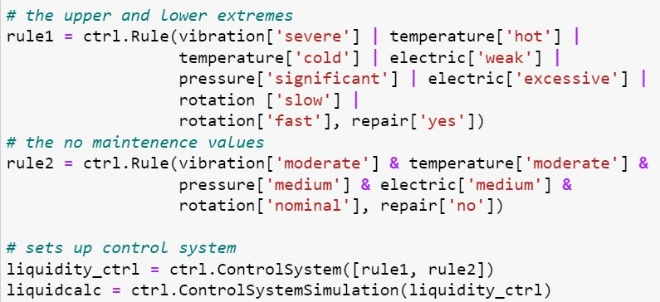 # the upper and lower extremes
rule1 = ctrl.Rule(vibration['severe'] | temperature['hot'] |
                  temperature['cold'] | electric['weak'] |
                  pressure['significant'] | electric['excessive'] |
                  rotation ['slow'] |
                  rotation['fast'], repair['yes'])
# the no maintenence values
rule2 = ctrl.Rule(vibration['moderate'] & temperature['moderate'] &
                  pressure['medium'] & electric['medium'] &
                  rotation['nominal'], repair['no'])

# sets up control system
liquidity_ctrl = ctrl.ControlSystem([rule1, rule2])
liquidcalc = ctrl.ControlSystemSimulation(liquidity_ctrl)